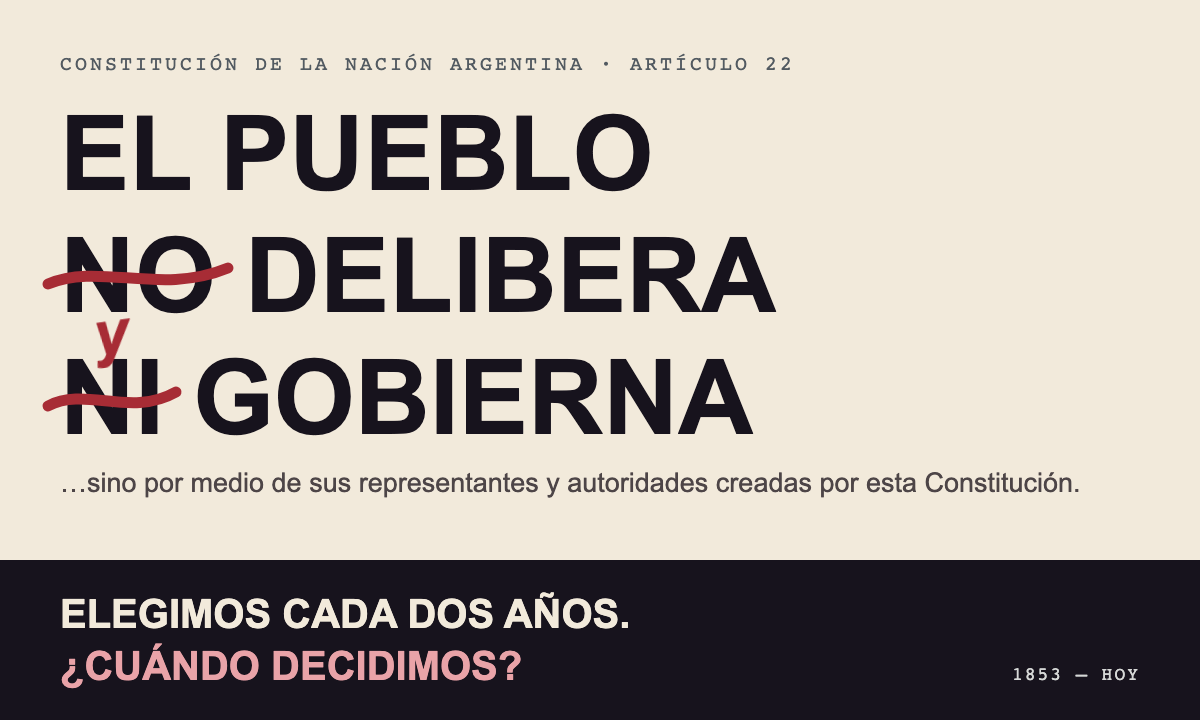 CONSTITUCIÓN DE LA NACIÓN ARGENTINA · ARTÍCULO 22
EL PUEBLO
NO DELIBERA
y
NI GOBIERNA
…sino por medio de sus representantes y autoridades creadas por esta Constitución.
ELEGIMOS CADA DOS AÑOS.
¿CUÁNDO DECIDIMOS?
1853 — HOY